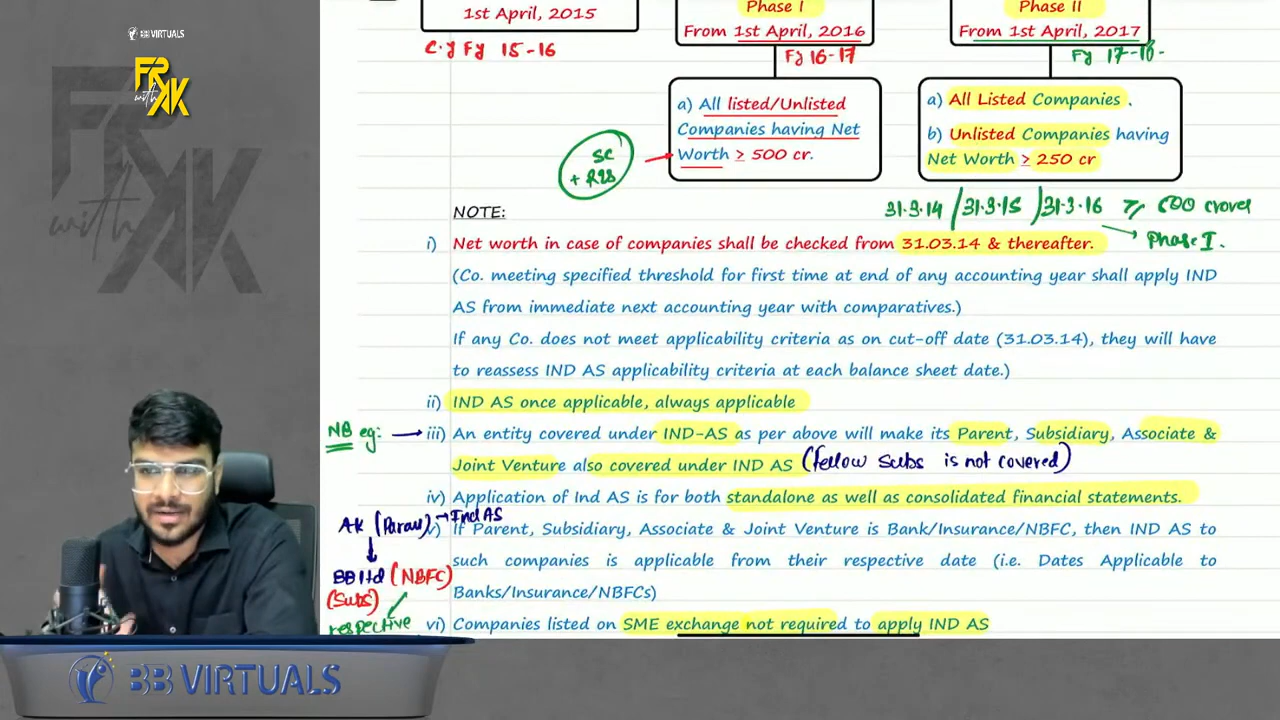 BB VIRTUALS
FR
with AK
1st April, 2015
C.y Fy 15-16
Phase I
From 1st April, 2016
Fy 16-17
Phase II
From 1st April, 2017
Fy 17-18.
a) All listed/Unlisted
Companies having Net
Worth ≥ 500 cr.
SC
+ R&S
a) All Listed Companies .
b) Unlisted Companies having
Net Worth ≥ 250 cr
31.3.14 / 31.3.15 / 31.3.16 ≥ 500 crores
Phase I.
NOTE:
i) Net worth in case of companies shall be checked from 31.03.14 & thereafter.
(Co. meeting specified threshold for first time at end of any accounting year shall apply IND
AS from immediate next accounting year with comparatives.)
If any Co. does not meet applicability criteria as on cut-off date (31.03.14), they will have
to reassess IND AS applicability criteria at each balance sheet date.)
ii) IND AS once applicable, always applicable
NB eg: iii) An entity covered under IND-AS as per above will make its Parent, Subsidiary, Associate &
Joint Venture also covered under IND AS (fellow subs is not covered)
iv) Application of Ind AS is for both standalone as well as consolidated financial statements.
AK (Parent) → Ind AS
v) If Parent, Subsidiary, Associate & Joint Venture is Bank/Insurance/NBFC, then IND AS to
such companies is applicable from their respective date (i.e. Dates Applicable to
Banks/Insurance/NBFCs)
BB ltd (NBFC)
(Subs)
respective
vi) Companies listed on SME exchange not required to apply IND AS
BB VIRTUALS